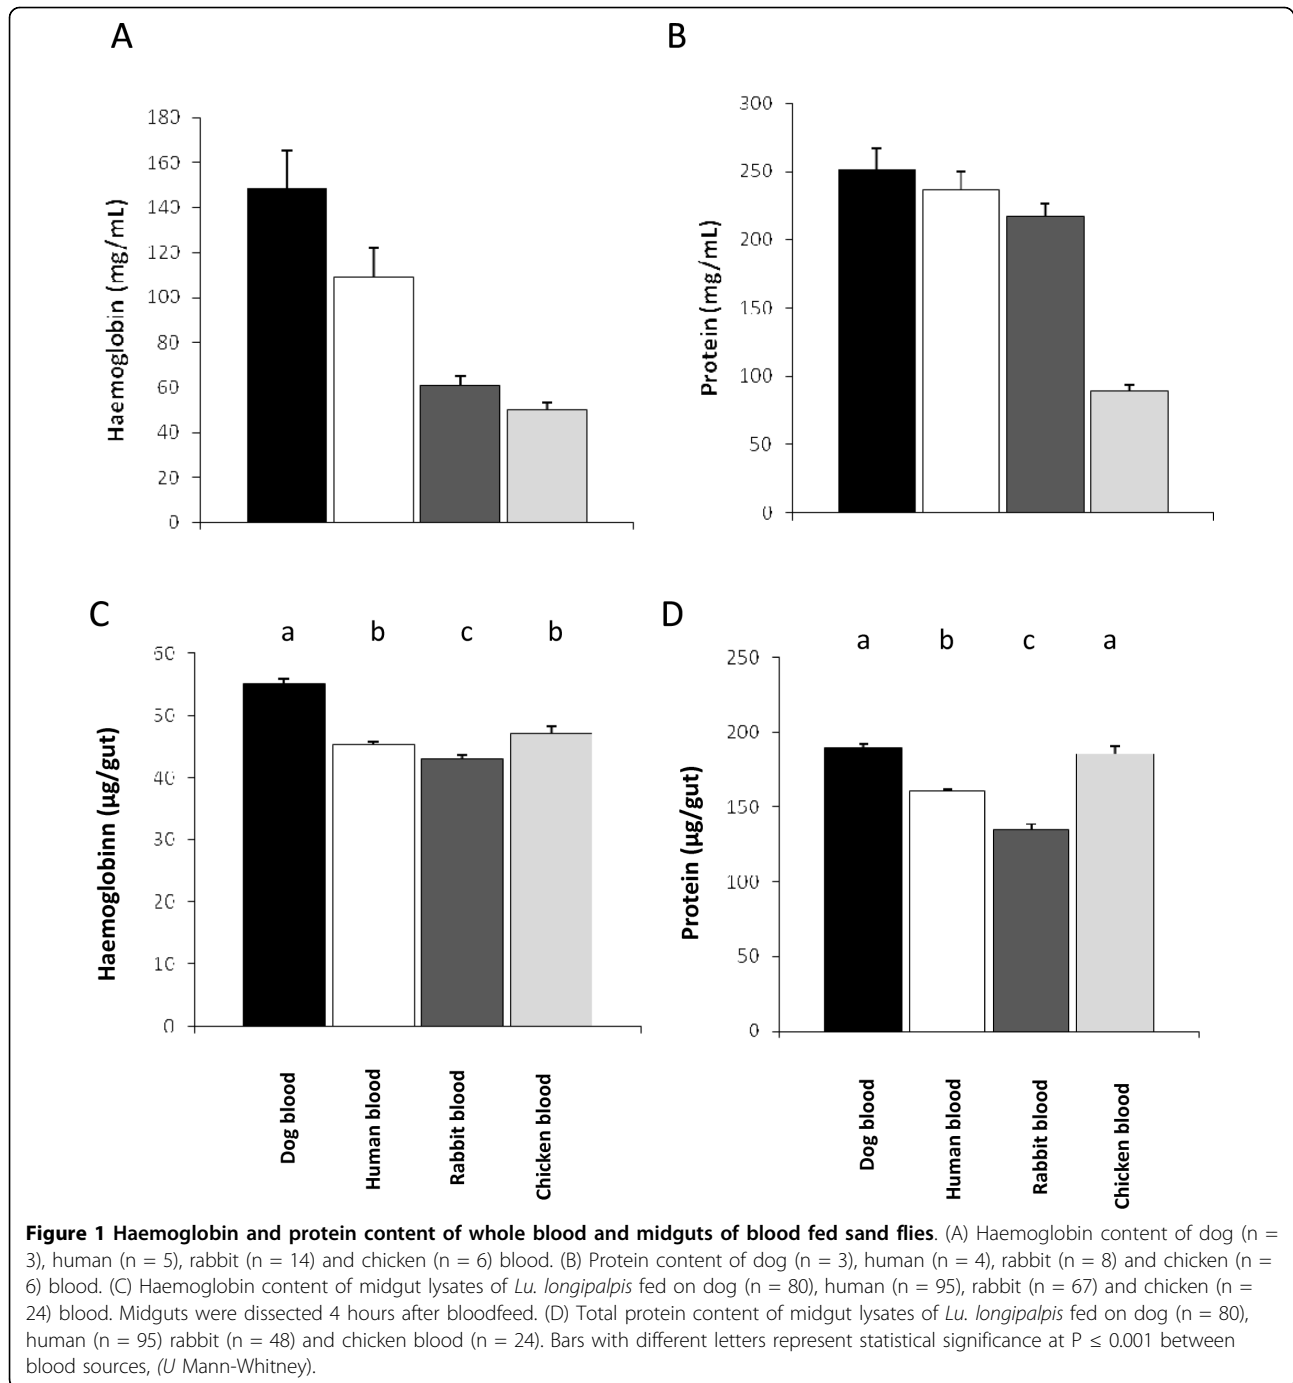 A
B
180
160
140
120
100
80
60
40
20
0
Haemoglobin (mg/mL)
300
250
200
150
100
50
0
Protein (mg/mL)
C
a b c b
60
50
40
30
20
10
0
Haemoglobinn (µg/gut)
Dog blood
Human blood
Rabbit blood
Chicken blood
D
a b c a
250
200
150
100
50
0
Protein (µg/gut)
Dog blood
Human blood
Rabbit blood
Chicken blood
Figure 1 Haemoglobin and protein content of whole blood and midguts of blood fed sand flies. (A) Haemoglobin content of dog (n =
3), human (n = 5), rabbit (n = 14) and chicken (n = 6) blood. (B) Protein content of dog (n = 3), human (n = 4), rabbit (n = 8) and chicken (n =
6) blood. (C) Haemoglobin content of midgut lysates of Lu. longipalpis fed on dog (n = 80), human (n = 95), rabbit (n = 67) and chicken (n =
24) blood. Midguts were dissected 4 hours after bloodfeed. (D) Total protein content of midgut lysates of Lu. longipalpis fed on dog (n = 80),
human (n = 95) rabbit (n = 48) and chicken blood (n = 24). Bars with different letters represent statistical significance at P ≤ 0.001 between
blood sources, (U Mann-Whitney).